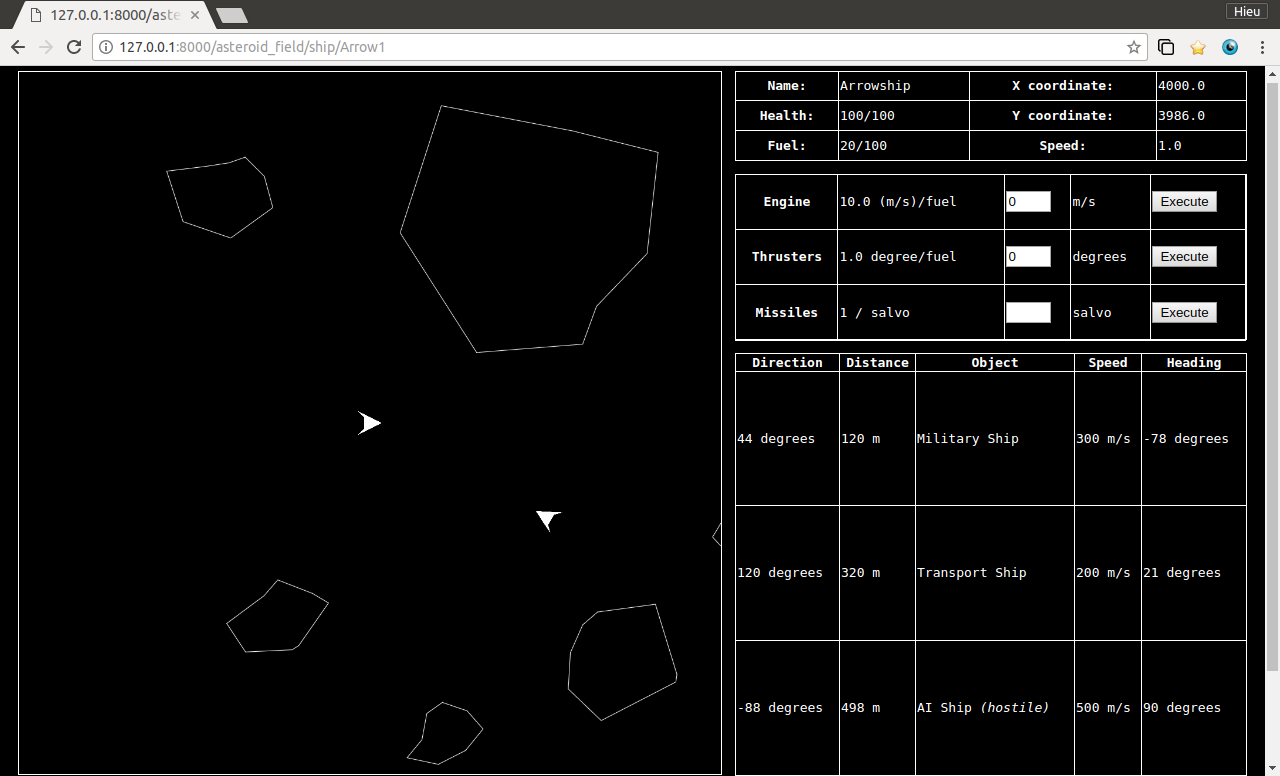 127.0.0.1:8000/aste
Hieu
127.0.0.1:8000/asteroid_field/ship/Arrow1
Name: Arrowship X coordinate: 4000.0
Health: 100/100 Y coordinate: 3986.0
Fuel: 20/100 Speed: 1.0
Engine 10.0 (m/s)/fuel 0 m/s Execute
Thrusters 1.0 degree/fuel 0 degrees Execute
Missiles 1 / salvo salvo Execute
Direction Distance Object Speed Heading
44 degrees 120 m Military Ship 300 m/s -78 degrees
120 degrees 320 m Transport Ship 200 m/s 21 degrees
-88 degrees 498 m AI Ship (hostile) 500 m/s 90 degrees